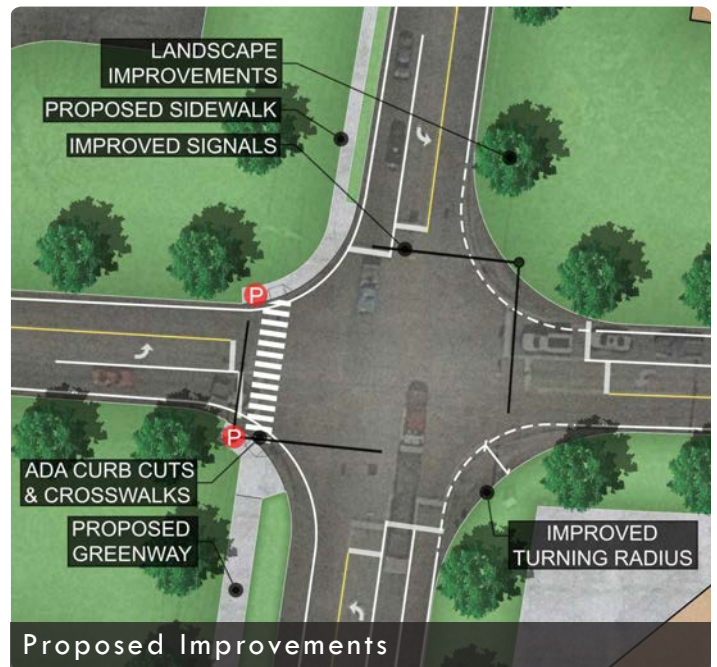 LANDSCAPE
IMPROVEMENTS
PROPOSED SIDEWALK
IMPROVED SIGNALS
P
P
ADA CURB CUTS
& CROSSWALKS
PROPOSED
GREENWAY
IMPROVED
TURNING RADIUS
Proposed Improvements